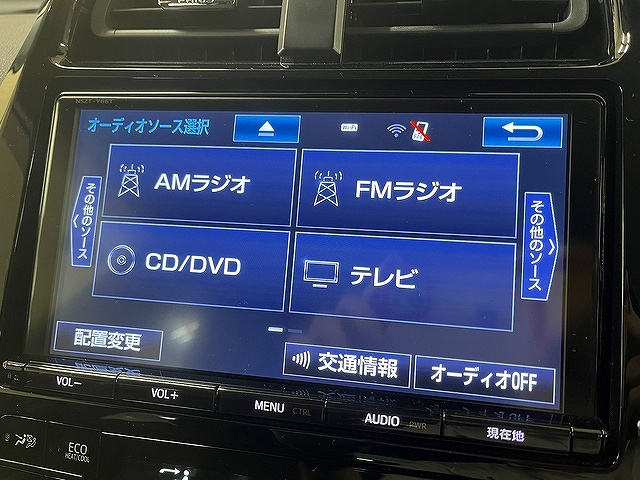 PRIUS
NSZT-Y66T
オーディオソース選択
Wi-Fi
AMラジオ
FMラジオ
その他のソース
その他のソース
CD/DVD
テレビ
配置変更
交通情報
オーディオOFF
VOL−
VOL+
MENU CTRL
AUDIO PWR
現在地
ECO
HEAT/COOL